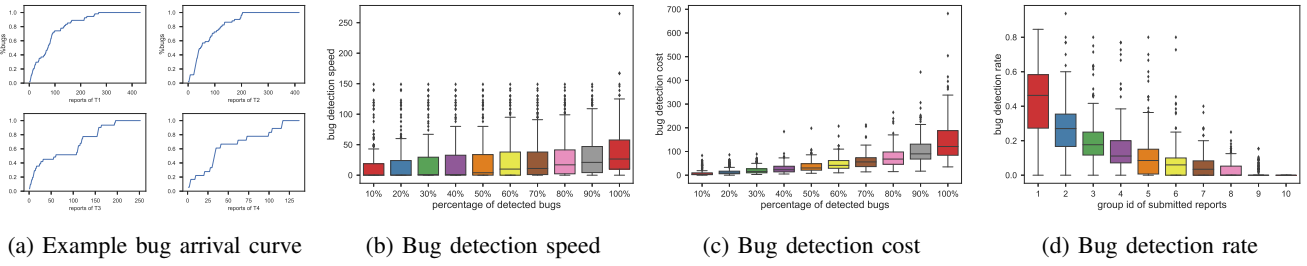 1.0
0.8
0.6
0.4
0.2
0.0
%bugs
0 100 200 300 400
reports of T1
1.0
0.8
0.6
0.4
0.2
0.0
%bugs
0 100 200 300 400
reports of T2
1.0
0.8
0.6
0.4
0.2
0.0
0 50 100 150 200 250
reports of T3
1.0
0.8
0.6
0.4
0.2
0.0
0 25 50 75 100 125
reports of T4
(a) Example bug arrival curve
250
200
150
100
50
0
bug detection speed
10% 20% 30% 40% 50% 60% 70% 80% 90% 100%
percentage of detected bugs
(b) Bug detection speed
700
600
500
400
300
200
100
0
bug detection cost
10% 20% 30% 40% 50% 60% 70% 80% 90% 100%
percentage of detected bugs
(c) Bug detection cost
0.8
0.6
0.4
0.2
0.0
bug detection rate
1 2 3 4 5 6 7 8 9 10
group id of submitted reports
(d) Bug detection rate